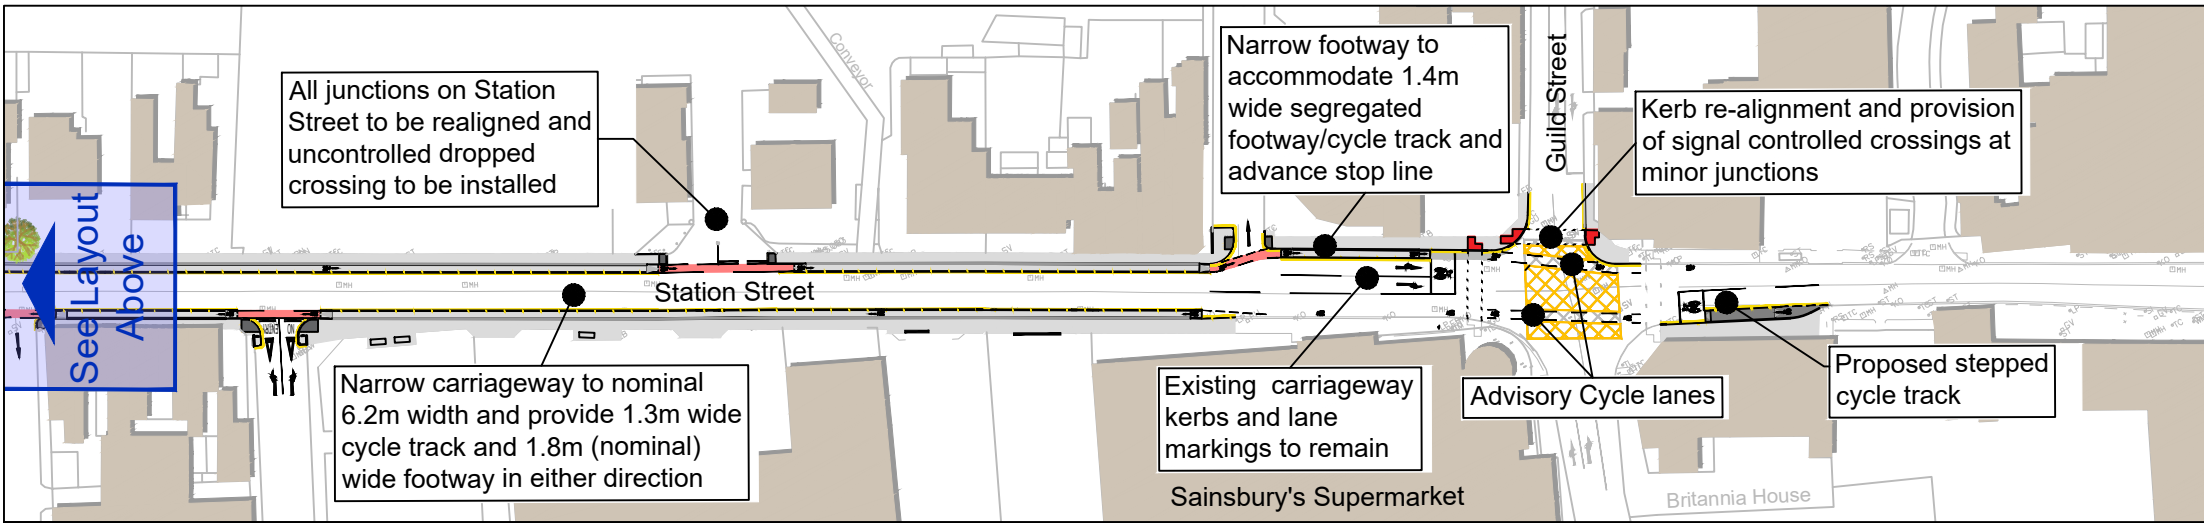 All junctions on Station
Street to be realigned and
uncontrolled dropped
crossing to be installed
Conveyor
Narrow footway to
accommodate 1.4m
wide segregated
footway/cycle track and
advance stop line
Guild Street
Kerb re-alignment and provision
of signal controlled crossings at
minor junctions
See Layout
Above
Station Street
NO
ENTRY
Narrow carriageway to nominal
6.2m width and provide 1.3m wide
cycle track and 1.8m (nominal)
wide footway in either direction
Existing carriageway
kerbs and lane
markings to remain
Advisory Cycle lanes
Proposed stepped
cycle track
Sainsbury's Supermarket
Britannia House